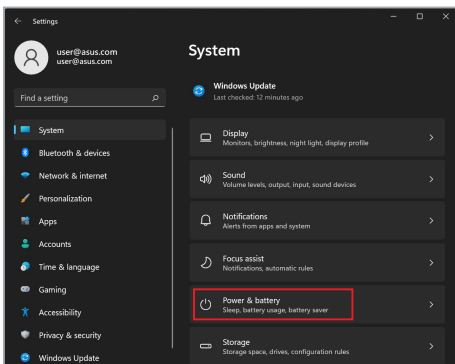 Settings
user@asus.com
user@asus.com
Find a setting
System
Bluetooth & devices
Network & internet
Personalization
Apps
Accounts
Time & language
Gaming
Accessibility
Privacy & security
Windows Update
System
Windows Update
Last checked: 12 minutes ago
Display
Monitors, brightness, night light, display profile
Sound
Volume levels, output, input, sound devices
Notifications
Alerts from apps and system
Focus assist
Notifications, automatic rules
Power & battery
Sleep, battery usage, battery saver
Storage
Storage space, drives, configuration rules